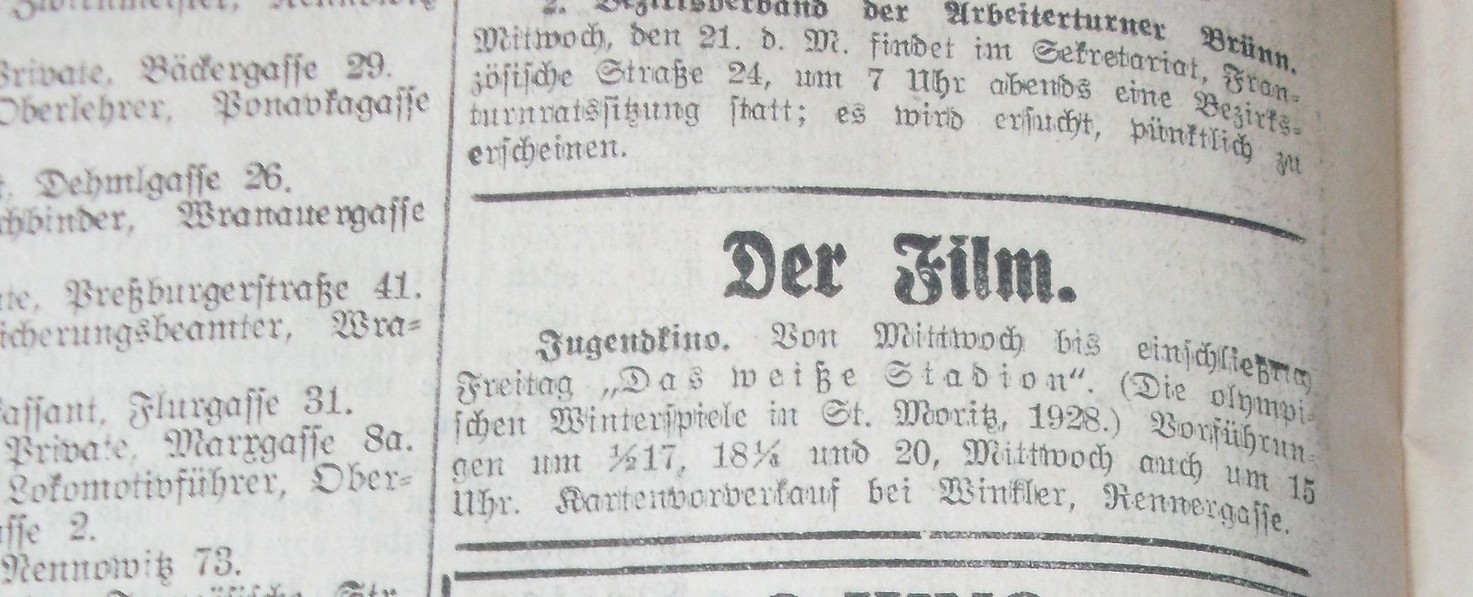 Private, Bäckergasse 29.
Oberlehrer, Ponavkagasse
Dehmlgasse 26.
Wranauergasse
Preßburgerstraße 41.
icherungsbeamter, Wra-
Flurgasse 31.
Private, Marxgasse 8a.
Lokomotivführer, Ober-
sse 2.
Nennowitz 73.
2. Bezirksverband der Arbeiterturner Brünn.
Mittwoch, den 21. d. M. findet im Sekretariat, Fran-
zösische Straße 24, um 7 Uhr abends eine Bezirks-
turnratssitzung statt; es wird ersucht, pünktlich zu
erscheinen.
Der Film.
Jugendkino. Von Mittwoch bis einschließlich
Freitag „Das weiße Stadion“. (Die olympi-
schen Winterspiele in St. Moritz, 1928.) Vorführun-
gen um ½17, 18¼ und 20, Mittwoch auch um 15
Uhr. Kartenvorverkauf bei Winkler, Rennergasse.